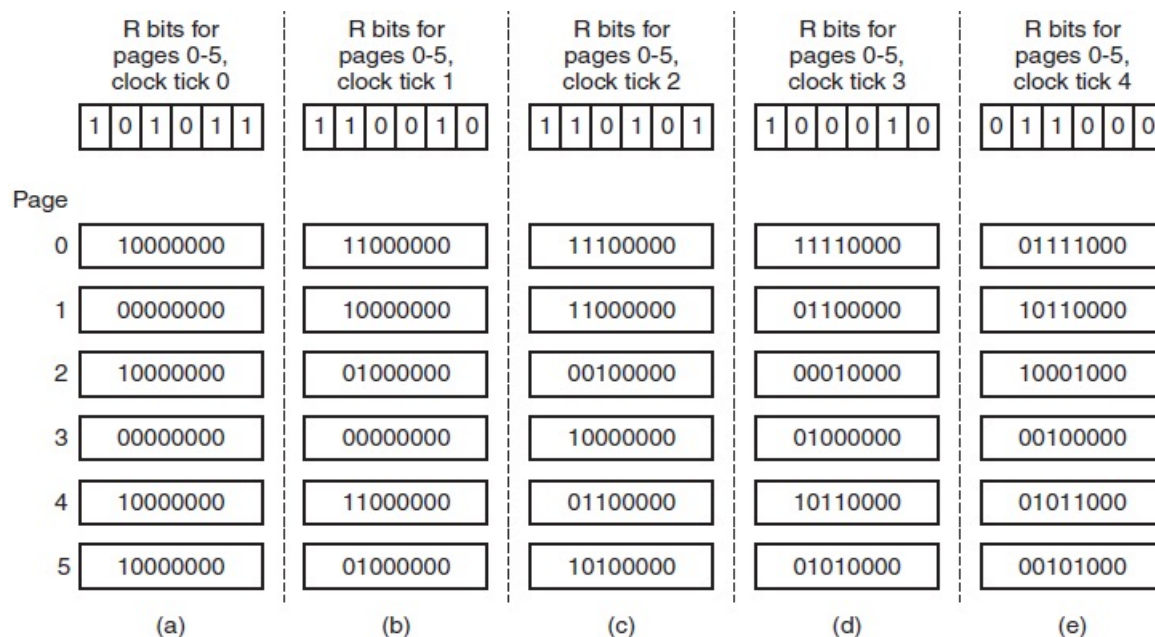 R bits for
pages 0-5,
clock tick 0
R bits for
pages 0-5,
clock tick 1
R bits for
pages 0-5,
clock tick 2
R bits for
pages 0-5,
clock tick 3
R bits for
pages 0-5,
clock tick 4
1 0 1 0 1 1
1 1 0 0 1 0
1 1 0 1 0 1
1 0 0 0 1 0
0 1 1 0 0 0
Page
0 10000000 11000000 11100000 11110000 01111000
1 00000000 10000000 11000000 01100000 10110000
2 10000000 01000000 00100000 00010000 10001000
3 00000000 00000000 10000000 01000000 00100000
4 10000000 11000000 01100000 10110000 01011000
5 10000000 01000000 10100000 01010000 00101000
(a) (b) (c) (d) (e)